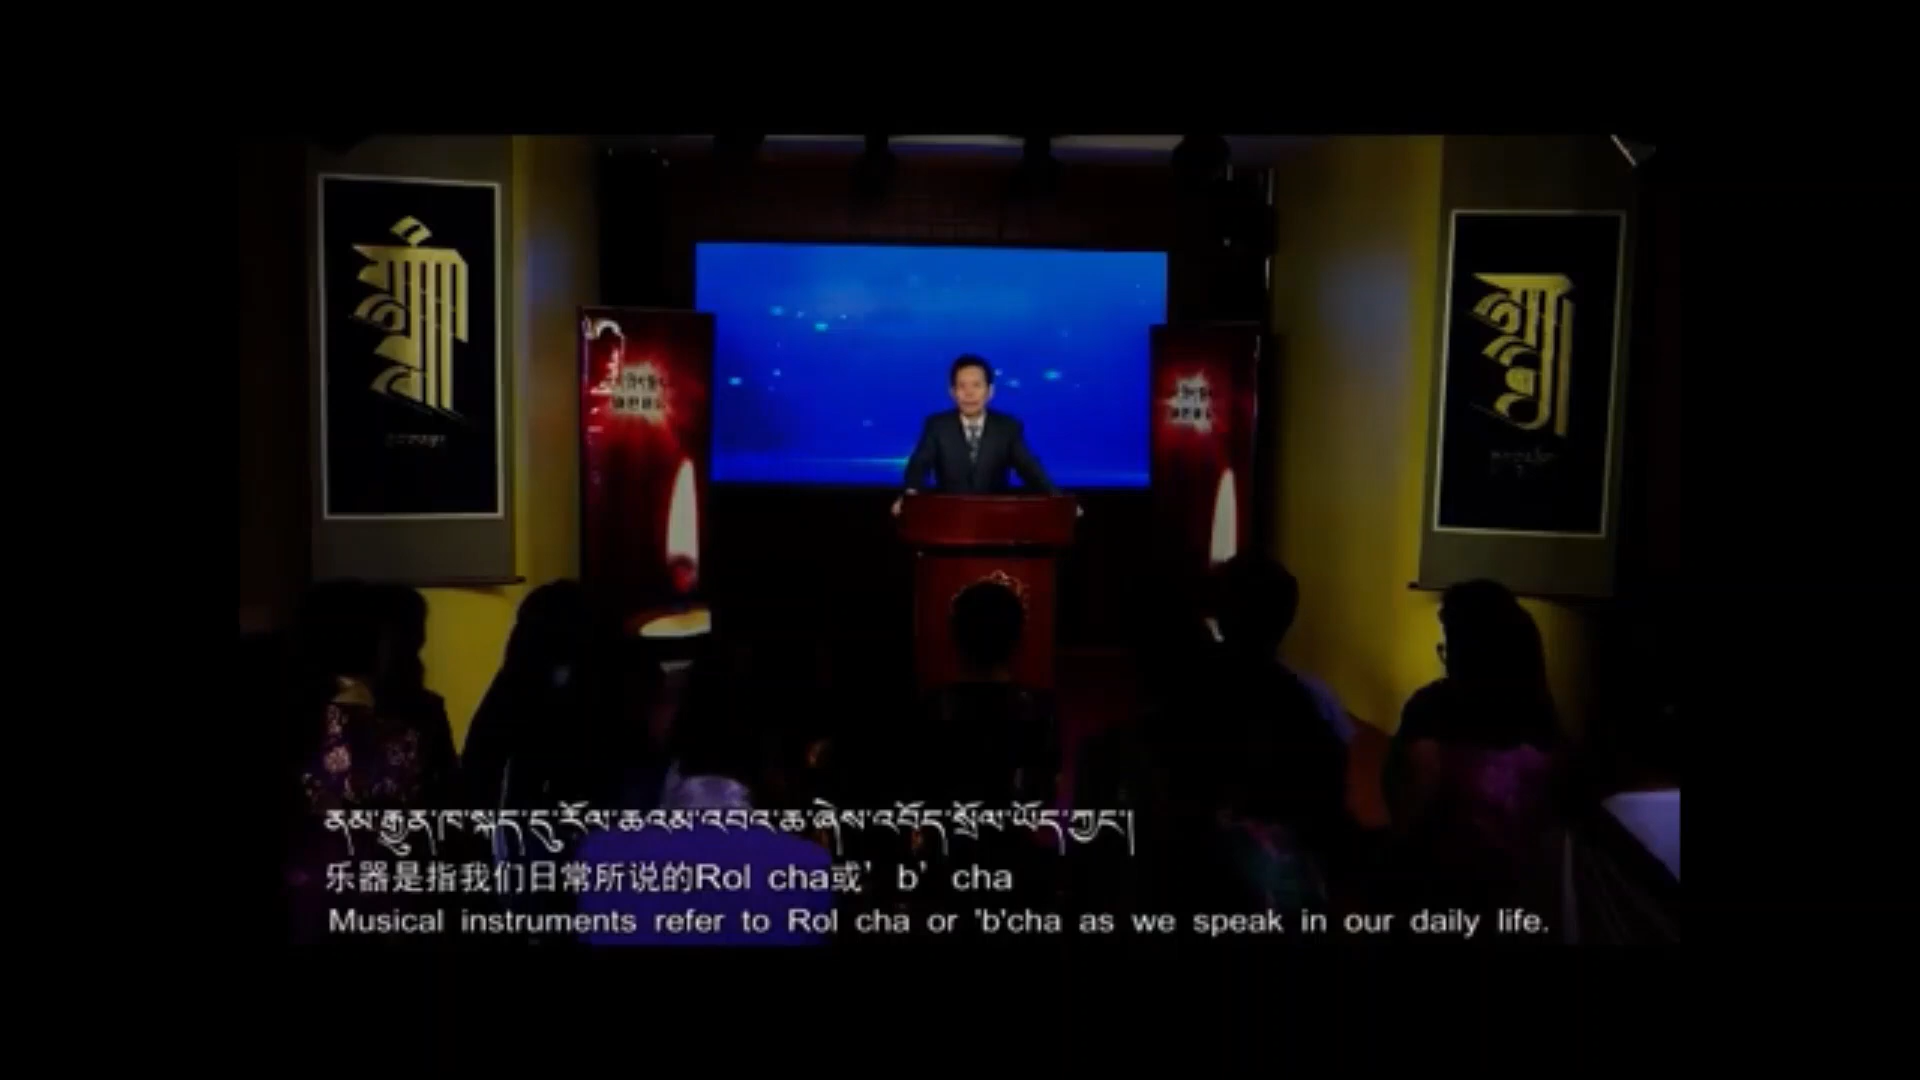 ནམ་རྒྱུན་ཁ་སྐད་དུ་རོལ་ཆའམ་འབའ་ཆ་ཞེས་འབོད་སྲོལ་ཡོད་ཀྱང་།
乐器是指我们日常所说的Rol cha或’b’cha
Musical instruments refer to Rol cha or 'b'cha as we speak in our daily life.